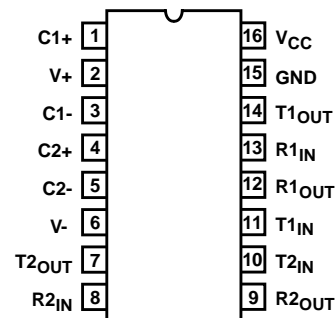 C1+ 1 16 VCC
V+ 2 15 GND
C1- 3 14 T1OUT
C2+ 4 13 R1IN
C2- 5 12 R1OUT
V- 6 11 T1IN
T2OUT 7 10 T2IN
R2IN 8 9 R2OUT